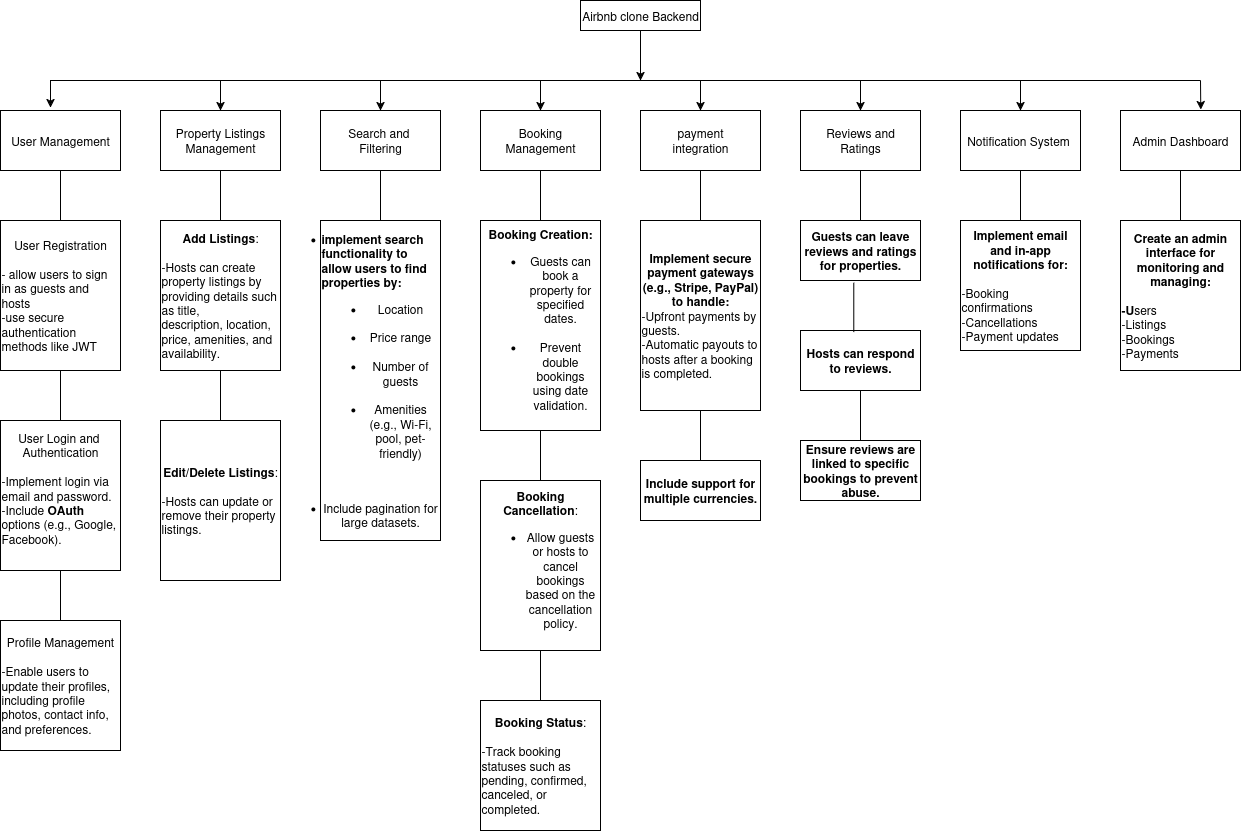 Airbnb clone Backend
User Management
Property Listings
Management
Search and
Filtering
Booking
Management
payment
integration
Reviews and
Ratings
Notification System
Admin Dashboard
User Registration
- allow users to sign
in as guests and
hosts
-use secure
authentication
methods like JWT
User Login and
Authentication
-Implement login via
email and password.
-Include OAuth
options (e.g., Google,
Facebook).
Profile Management
-Enable users to
update their profiles,
including profile
photos, contact info,
and preferences.
Add Listings:
-Hosts can create
property listings by
providing details such
as title,
description, location,
price, amenities, and
availability.
Edit/Delete Listings:
-Hosts can update or
remove their property
listings.
• implement search
functionality to
allow users to find
properties by:
• Location
• Price range
• Number of
guests
• Amenities
(e.g., Wi-Fi,
pool, pet-
friendly)
• Include pagination for
large datasets.
Booking Creation:
• Guests can
book a
property for
specified
dates.
• Prevent
double
bookings
using date
validation.
Booking
Cancellation:
• Allow guests
or hosts to
cancel
bookings
based on the
cancellation
policy.
Booking Status:
-Track booking
statuses such as
pending, confirmed,
canceled, or
completed.
Implement secure
payment gateways
(e.g., Stripe, PayPal)
to handle:
-Upfront payments by
guests.
-Automatic payouts to
hosts after a booking
is completed.
Include support for
multiple currencies.
Guests can leave
reviews and ratings
for properties.
Hosts can respond
to reviews.
Ensure reviews are
linked to specific
bookings to prevent
abuse.
Implement email
and in-app
notifications for:
-Booking
confirmations
-Cancellations
-Payment updates
Create an admin
interface for
monitoring and
managing:
-Users
-Listings
-Bookings
-Payments